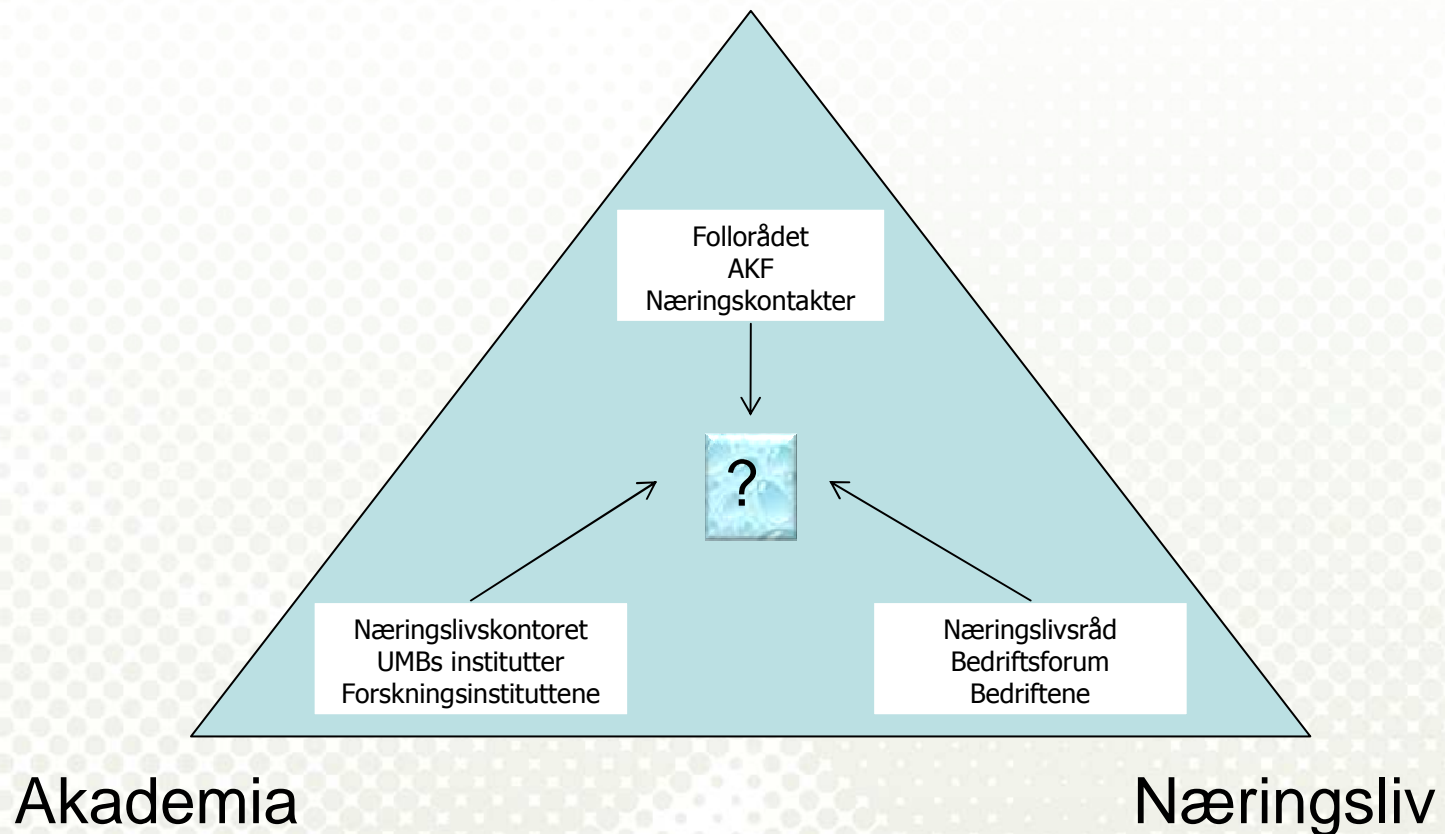 Follorådet
AKF
Næringskontakter
?
Næringslivskontoret
UMBs institutter
Forskningsinstituttene
Næringslivsråd
Bedriftsforum
Bedriftene
Akademia
Næringsliv